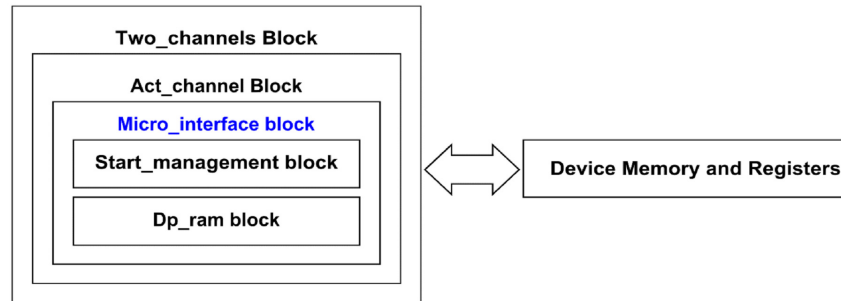 Two_channels Block
Act_channel Block
Micro_interface block
Start_management block
Dp_ram block
Device Memory and Registers